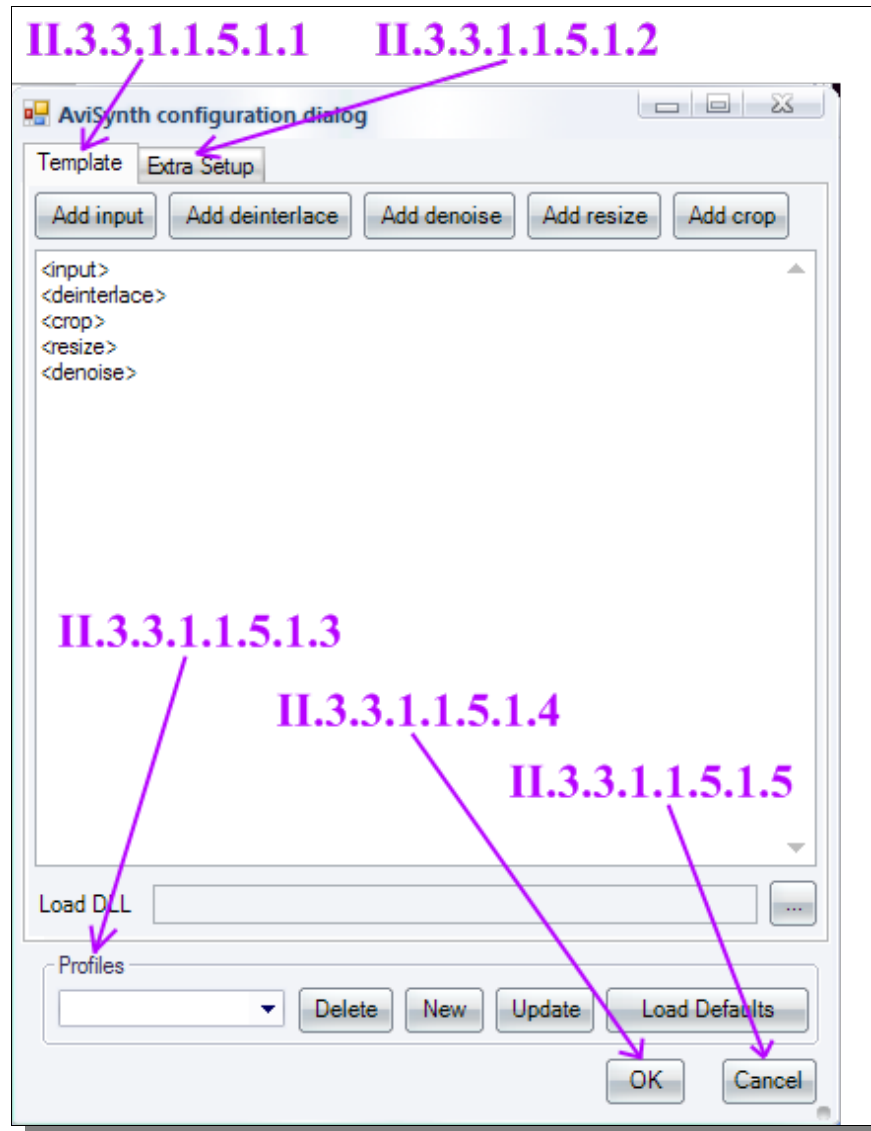 II.3.3.1.1.5.1.1 II.3.3.1.1.5.1.2
AviSynth configuration dialog
Template Extra Setup
Add input Add deinterlace Add denoise Add resize Add crop
<input>
<deinterlace>
<crop>
<resize>
<denoise>
II.3.3.1.1.5.1.3
II.3.3.1.1.5.1.4
II.3.3.1.1.5.1.5
Load DLL ...
Profiles
Delete New Update Load Defaults
OK Cancel